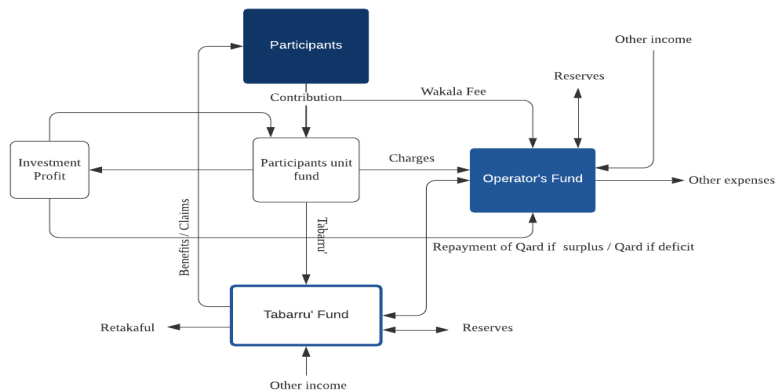 Participants
Other income
Reserves
Contribution
Wakala Fee
Investment
Profit
Participants unit
fund
Charges
Operator's Fund
Other expenses
Benefits / Claims
Tabarru'
Repayment of Qard if surplus / Qard if deficit
Tabarru' Fund
Retakaful
Reserves
Other income